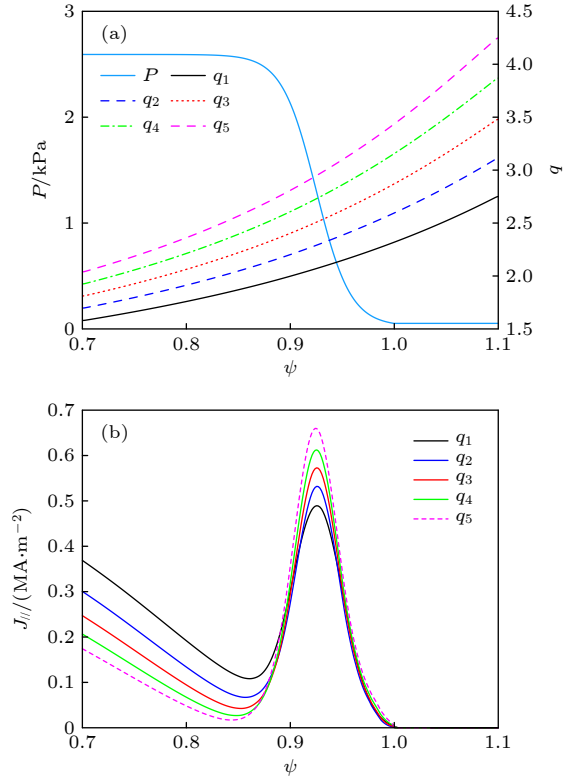 (a)
P q₁
q₂ q₃
q₄ q₅
P/kPa
3
2
1
0
q
4.5
4.0
3.5
3.0
2.5
2.0
1.5
0.7 0.8 0.9 1.0 1.1
ψ
(b)
q₁
q₂
q₃
q₄
q₅
J∥/(MA·m⁻²)
0.7
0.6
0.5
0.4
0.3
0.2
0.1
0
0.7 0.8 0.9 1.0 1.1
ψ